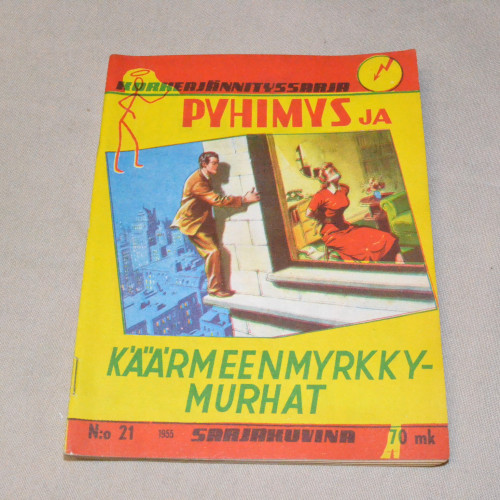 KORKEAJÄNNITYSSARJA
PYHIMYS JA
KÄÄRMEENMYRKKY-
MURHAT
N:o 21 1955 SARJAKUVINA 70 mk